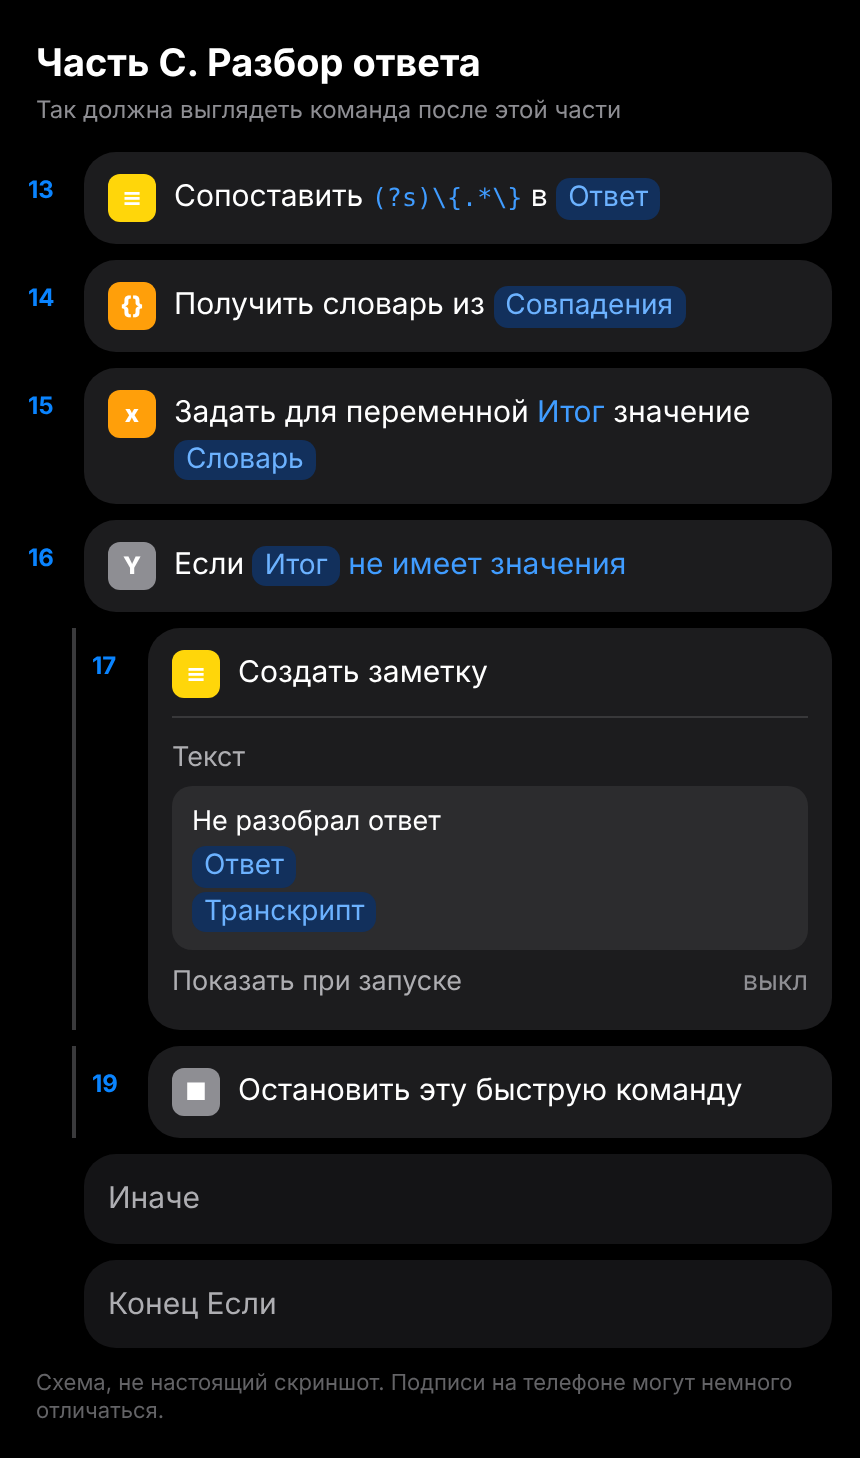 Часть C. Разбор ответа
Так должна выглядеть команда после этой части
13 ≡ Сопоставить (?s)\{.*\} в Ответ
14 {} Получить словарь из Совпадения
15 x Задать для переменной Итог значение
Словарь
16 Y Если Итог не имеет значения
17 ≡ Создать заметку
Текст
Не разобрал ответ
Ответ
Транскрипт
Показать при запуске выкл
19 Остановить эту быструю команду
Иначе
Конец Если
Схема, не настоящий скриншот. Подписи на телефоне могут немного
отличаться.